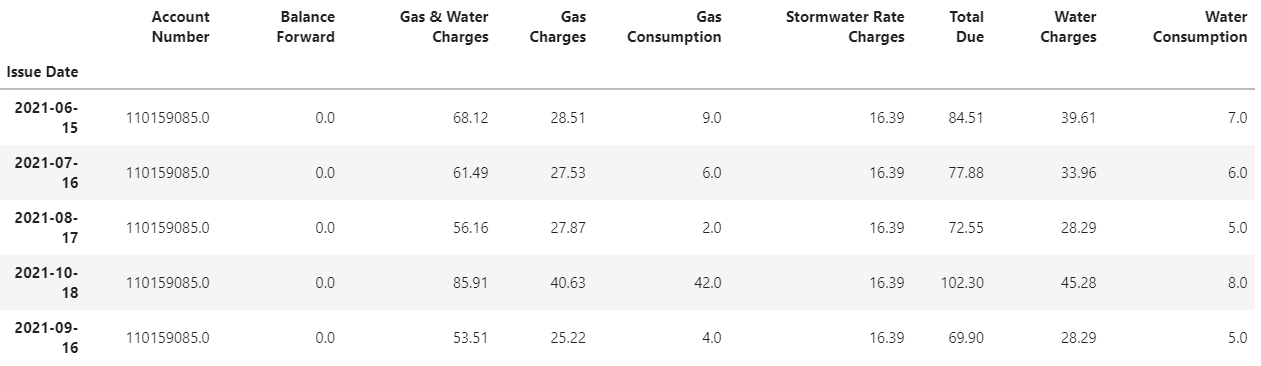 Account Balance Gas & Water Gas Gas Stormwater Rate Total Water Water
Number Forward Charges Charges Consumption Charges Due Charges Consumption
Issue Date
2021-06-
15 110159085.0 0.0 68.12 28.51 9.0 16.39 84.51 39.61 7.0
2021-07-
16 110159085.0 0.0 61.49 27.53 6.0 16.39 77.88 33.96 6.0
2021-08-
17 110159085.0 0.0 56.16 27.87 2.0 16.39 72.55 28.29 5.0
2021-10-
18 110159085.0 0.0 85.91 40.63 42.0 16.39 102.30 45.28 8.0
2021-09-
16 110159085.0 0.0 53.51 25.22 4.0 16.39 69.90 28.29 5.0